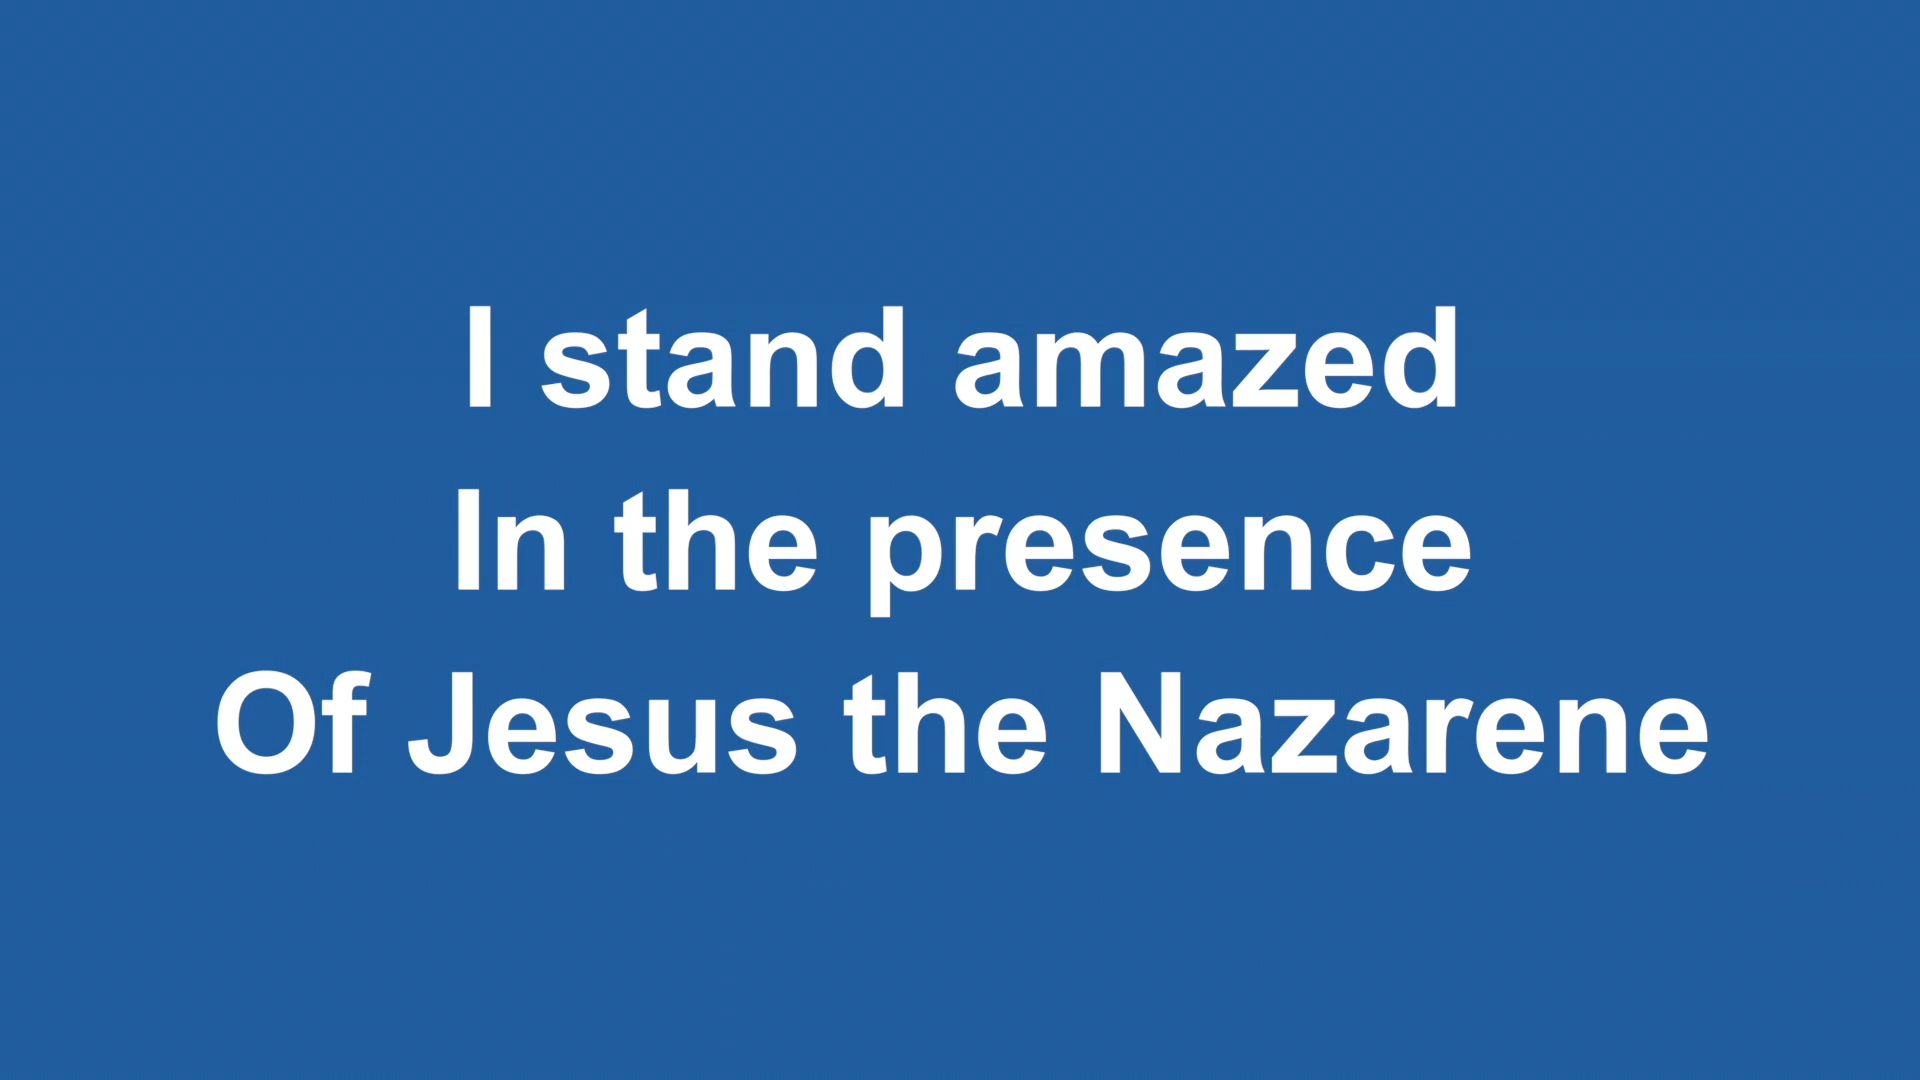 I stand amazed
In the presence
Of Jesus the Nazarene